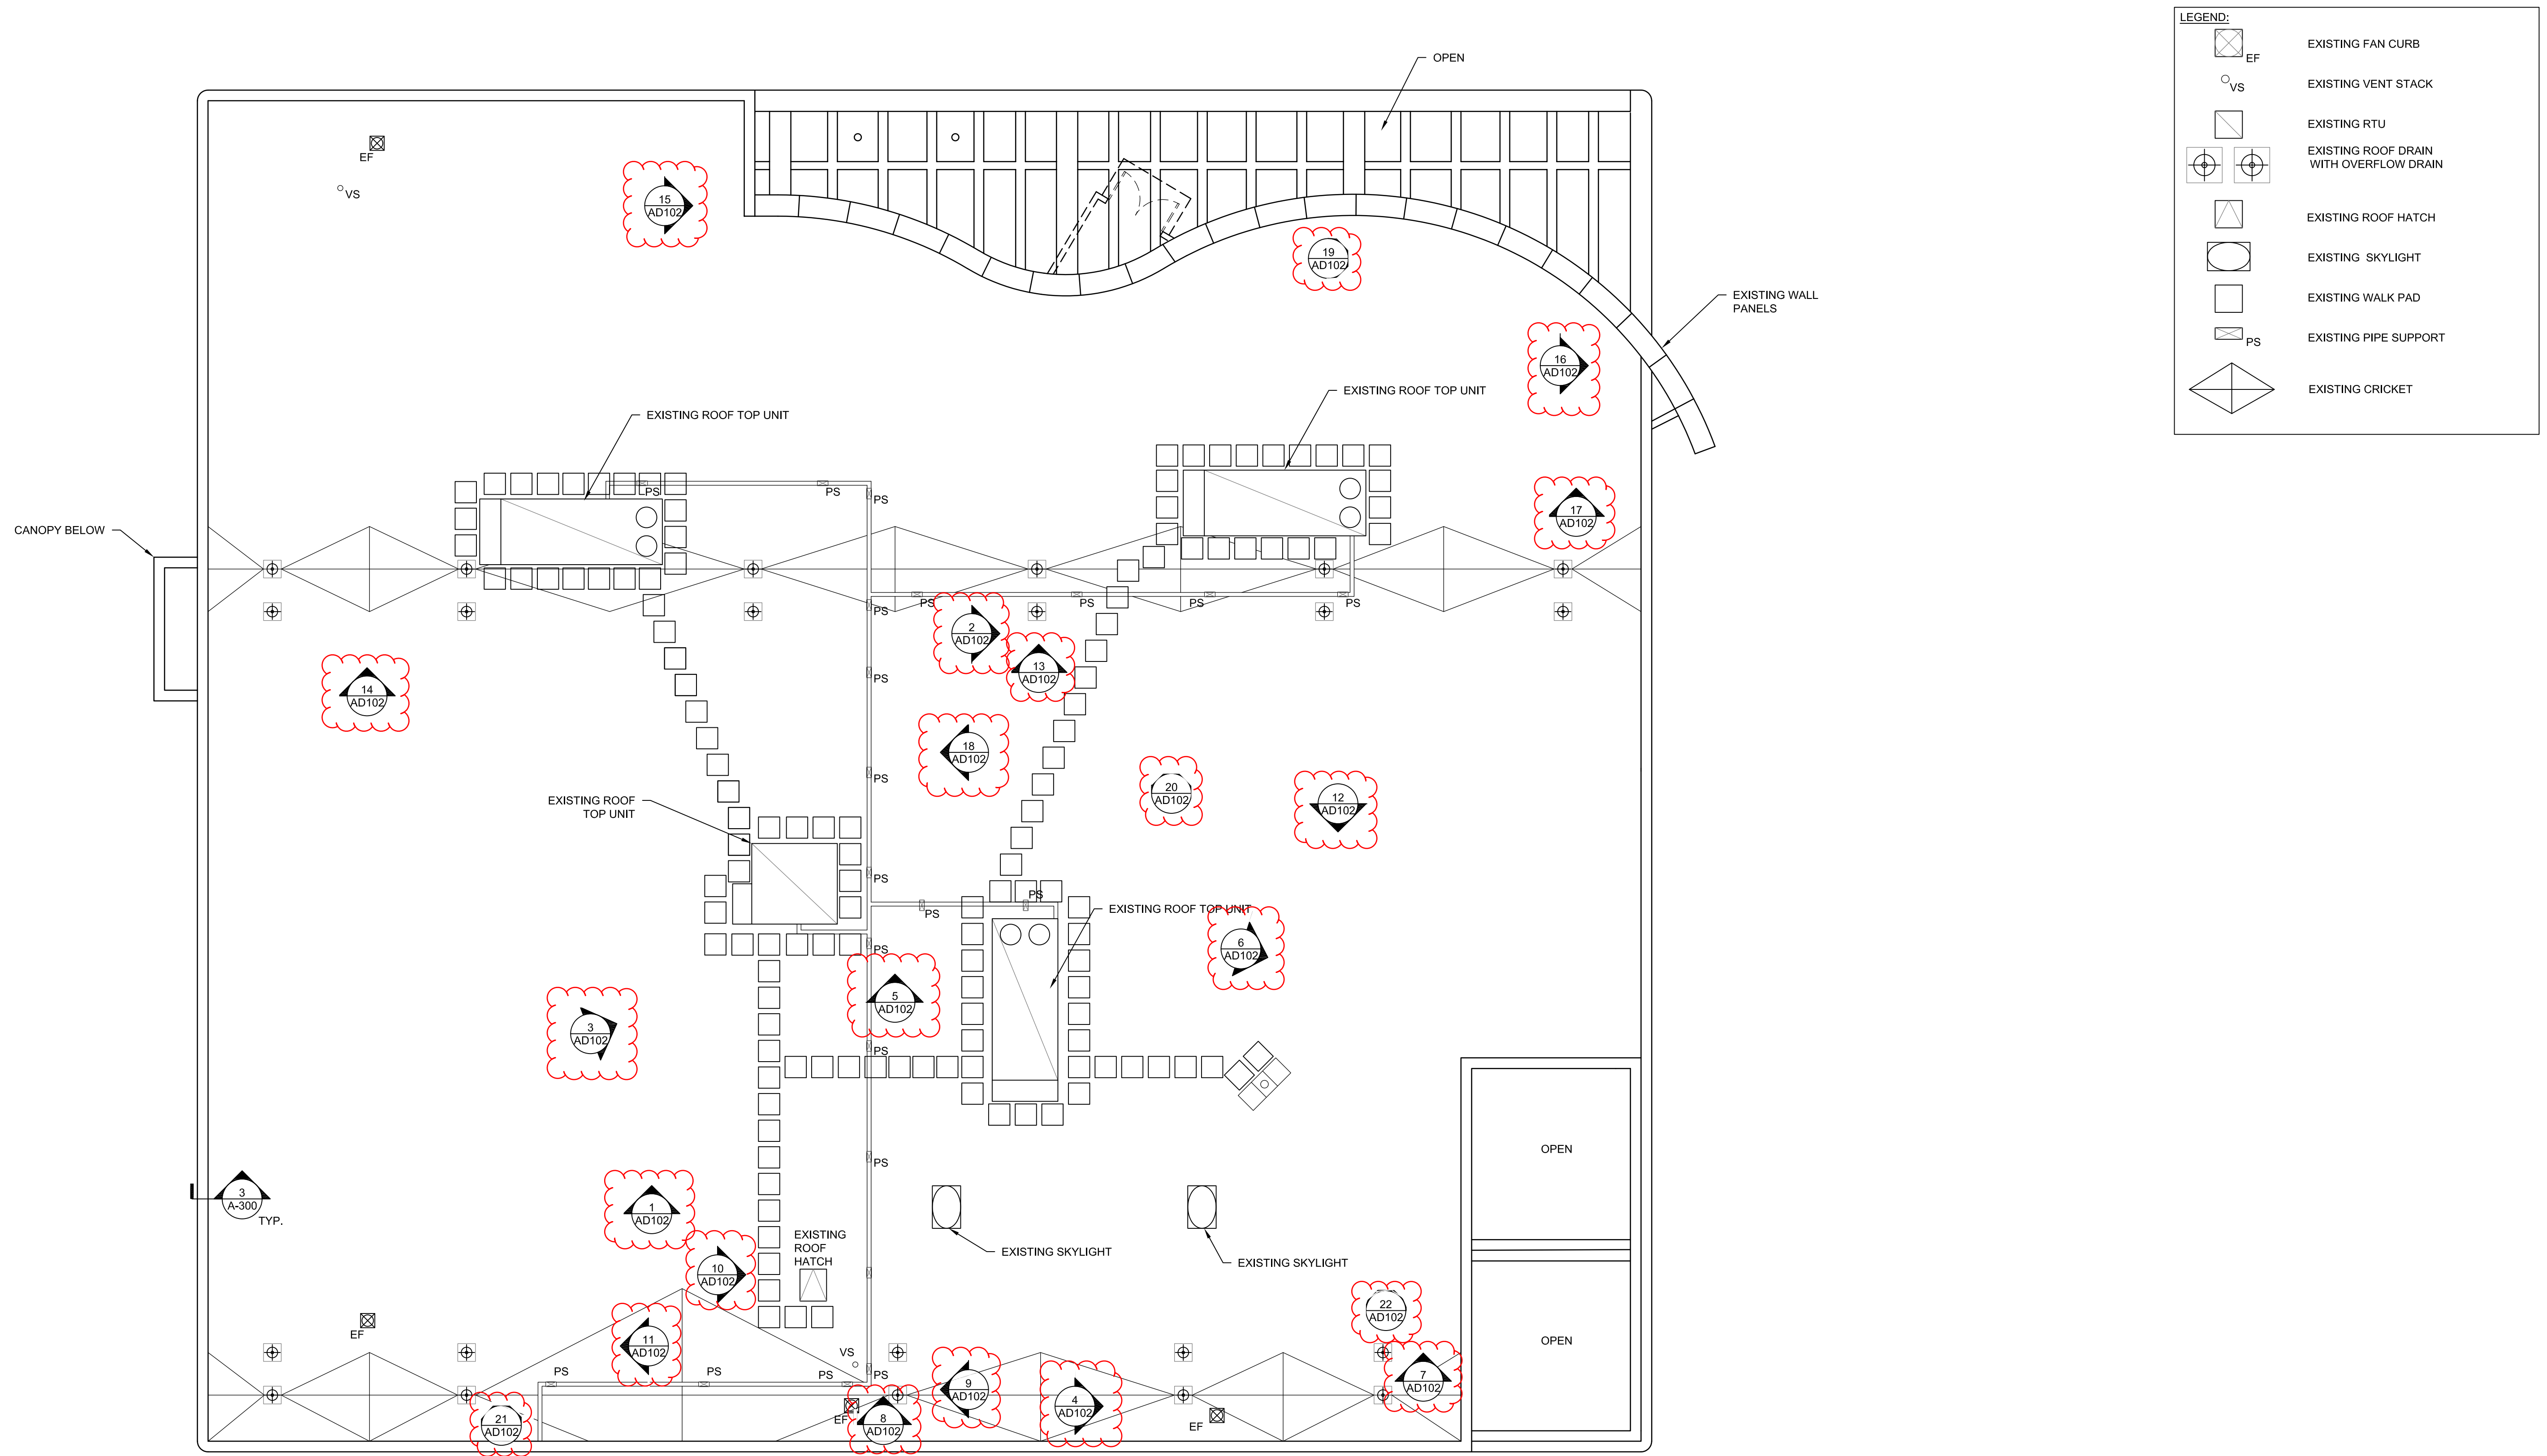 LEGEND:
EF
EXISTING FAN CURB
VS
EXISTING VENT STACK
EXISTING RTU
EXISTING ROOF DRAIN
WITH OVERFLOW DRAIN
EXISTING ROOF HATCH
EXISTING SKYLIGHT
EXISTING WALK PAD
PS
EXISTING PIPE SUPPORT
EXISTING CRICKET
OPEN
EF
VS
15
AD102
19
AD102
EXISTING WALL
PANELS
16
AD102
EXISTING ROOF TOP UNIT
EXISTING ROOF TOP UNIT
PS
PS
PS
17
AD102
CANOPY BELOW
PS
PS
PS
PS
PS
2
AD102
13
AD102
PS
14
AD102
18
AD102
PS
20
AD102
12
AD102
EXISTING ROOF
TOP UNIT
PS
PS
PS
EXISTING ROOF TOP UNIT
6
AD102
PS
5
AD102
3
AD102
PS
OPEN
PS
3
A-300
TYP.
1
AD102
EXISTING
ROOF
HATCH
10
AD102
EXISTING SKYLIGHT
EXISTING SKYLIGHT
22
AD102
EF
11
AD102
VS
OPEN
PS
PS
PS
PS
9
AD102
4
AD102
7
AD102
21
AD102
EF
8
AD102
EF